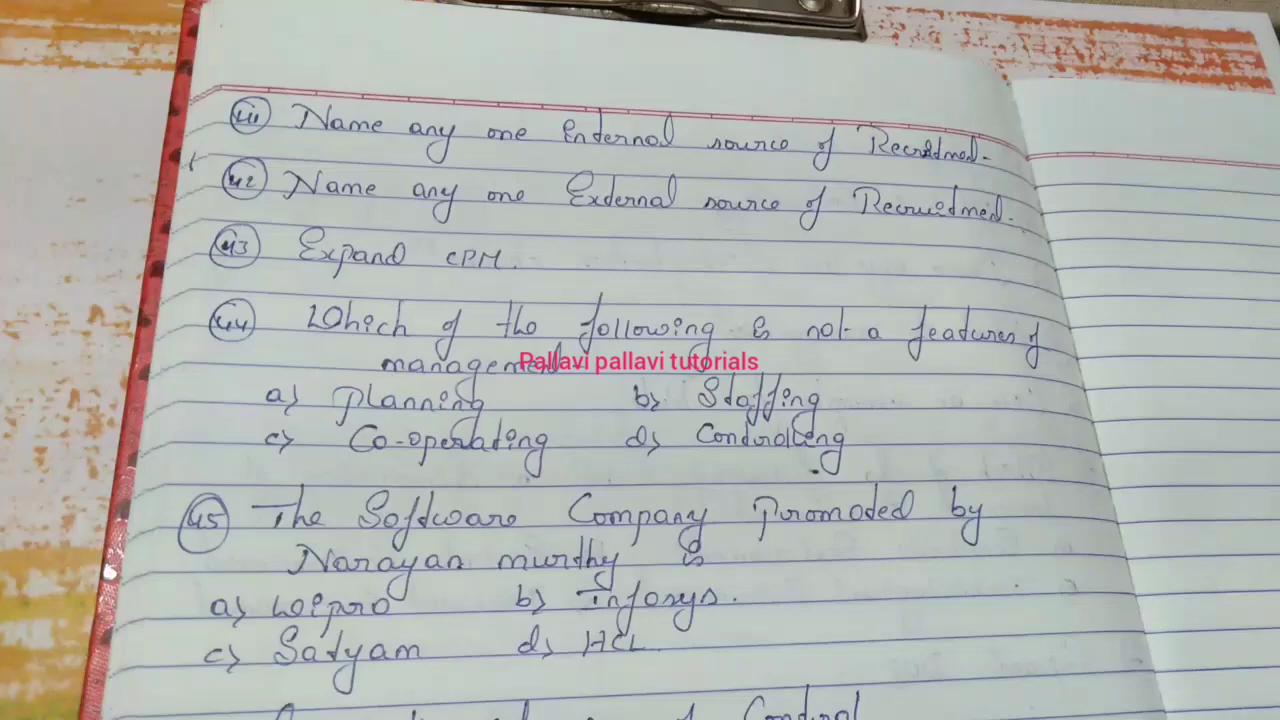 41 Name any one Internal source of Recruitment.
42 Name any one External source of Recruitment.
43 Expand CPM.
44 Which of the following is not a features of
management
Pallavi pallavi tutorials
a) Planning b) Staffing
c) Co-operating d) Controlling
45 The Software Company Promoted by
Narayan murthy is
a) Wipro b) Infosys.
c) Satyam d) HCL